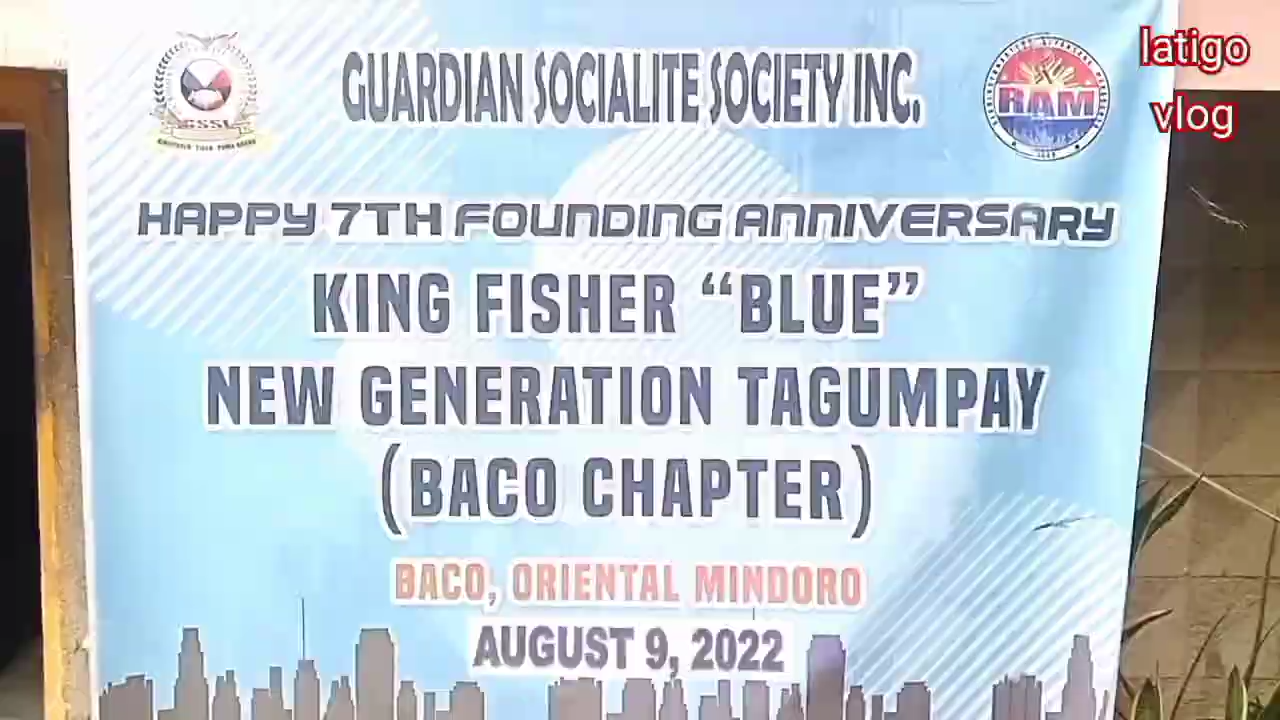 GUARDIAN SOCIALITE SOCIETY INC.
latigo
vlog
GSSI
RAM
HAPPY 7TH FOUNDING ANNIVERSARY
KING FISHER “BLUE”
NEW GENERATION TAGUMPAY
(BACO CHAPTER)
BACO, ORIENTAL MINDORO
AUGUST 9, 2022